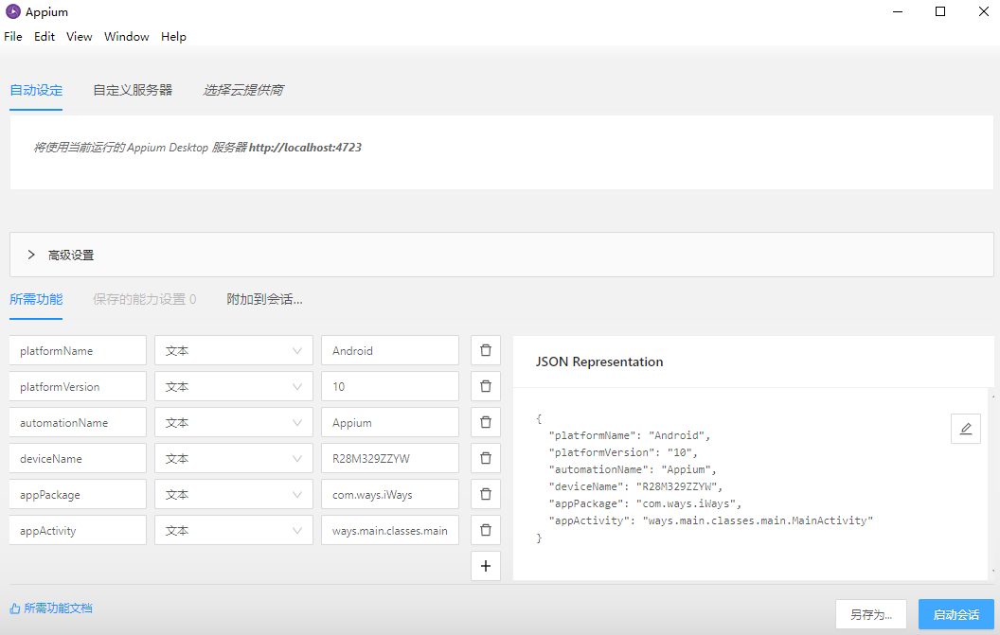 Appium
File Edit View Window Help
自动设定 自定义服务器 选择云提供商
将使用当前运行的 Appium Desktop 服务器 http://localhost:4723
高级设置
所需功能 保存的能力设置 0 附加到会话...
platformName 文本 Android
platformVersion 文本 10
automationName 文本 Appium
deviceName 文本 R28M329ZZYW
appPackage 文本 com.ways.iWays
appActivity 文本 ways.main.classes.main
JSON Representation
{
"platformName": "Android",
"platformVersion": "10",
"automationName": "Appium",
"deviceName": "R28M329ZZYW",
"appPackage": "com.ways.iWays",
"appActivity": "ways.main.classes.main.MainActivity"
}
所需功能文档
另存为...
启动会话